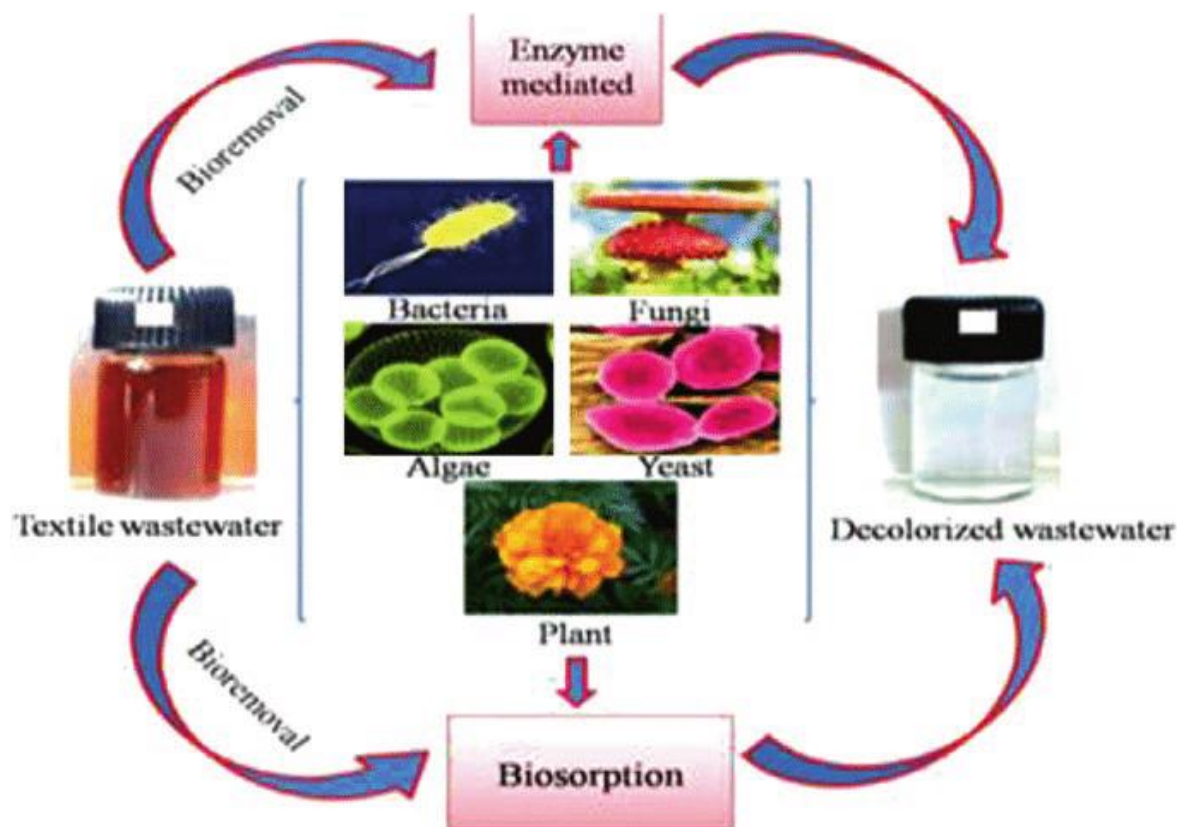 Enzyme
mediated
Bioremoval
Bacteria
Fungi
Algae
Yeast
Textile wastewater
Decolorized wastewater
Plant
Bioremoval
Biosorption